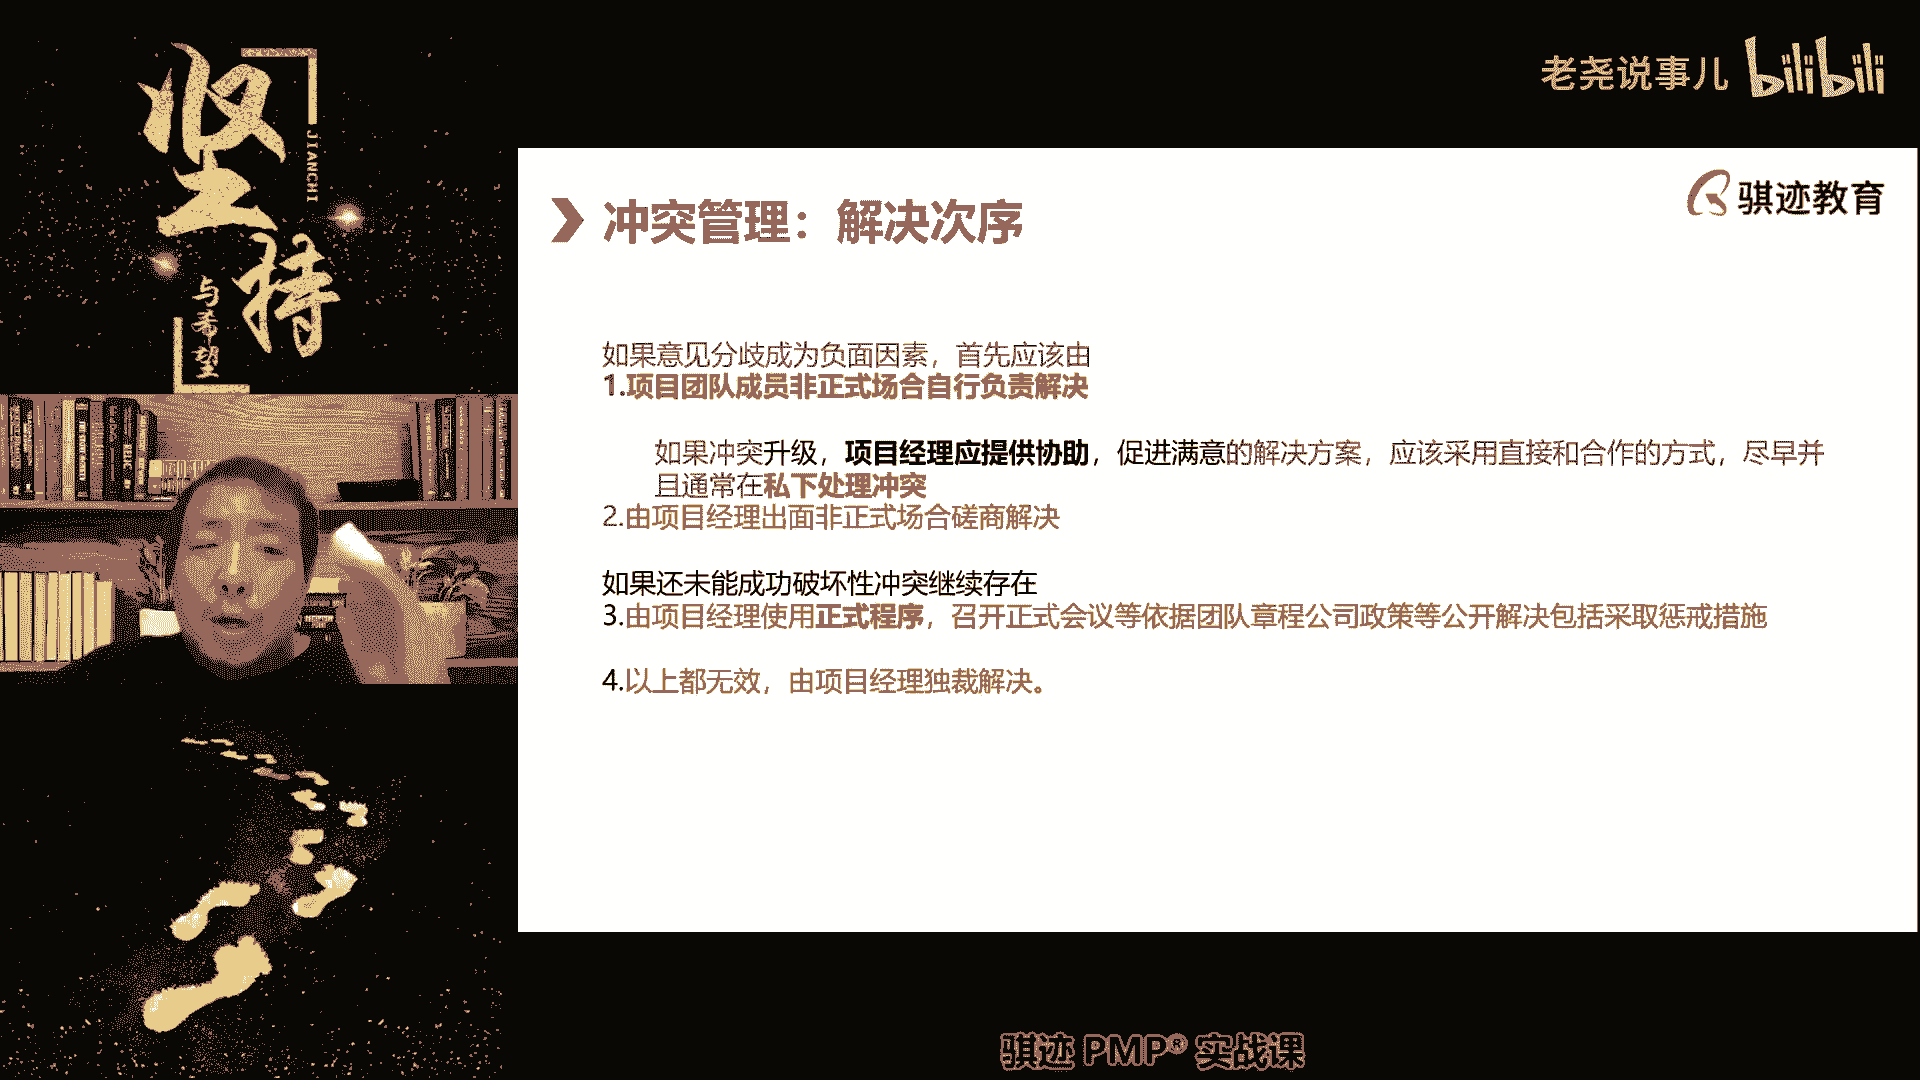 坚持
JIANCHI
与希望
老尧说事儿 bilibili
骐迹教育
冲突管理：解决次序
如果意见分歧成为负面因素，首先应该由
1.项目团队成员非正式场合自行负责解决
如果冲突升级，项目经理应提供协助，促进满意的解决方案，应该采用直接和合作的方式，尽早并
且通常在私下处理冲突
2.由项目经理出面非正式场合磋商解决
如果还未能成功破坏性冲突继续存在
3.由项目经理使用正式程序，召开正式会议等依据团队章程公司政策等公开解决包括采取惩戒措施
4.以上都无效，由项目经理独裁解决。
骐迹 PMP® 实战课